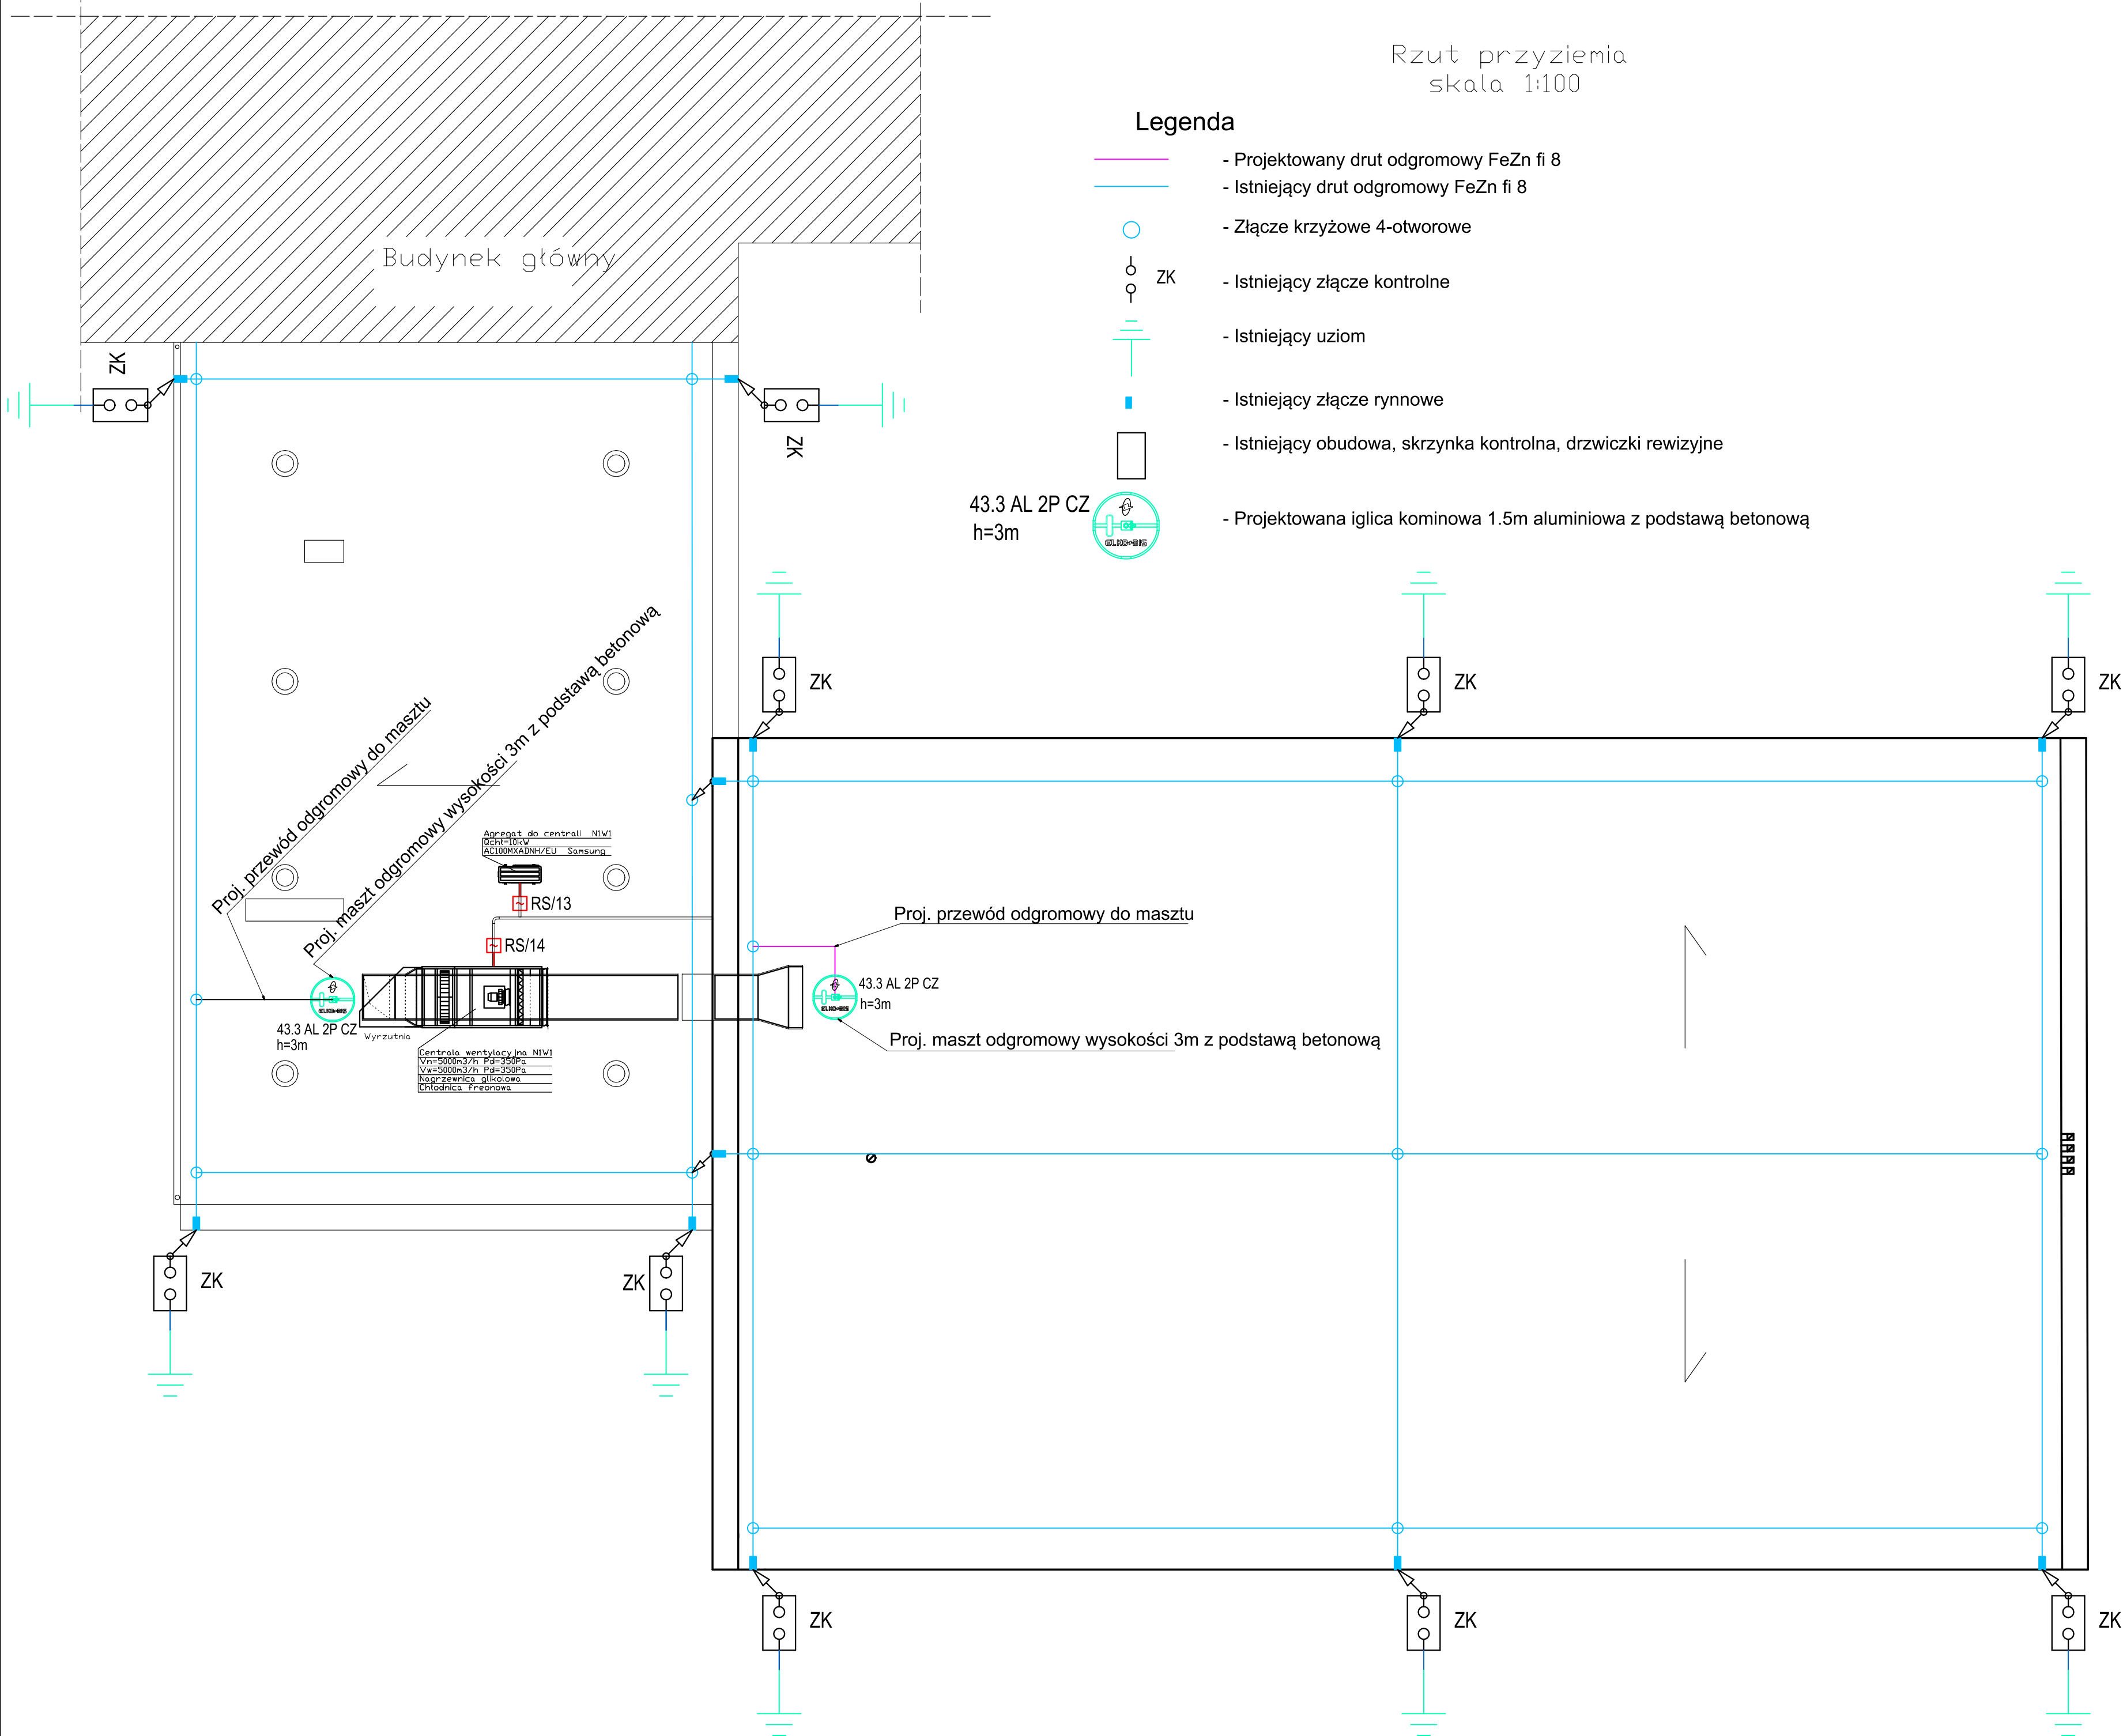 Rzut przyziemia
skala 1:100
Legenda
- Projektowany drut odgromowy FeZn fi 8
- Istniejący drut odgromowy FeZn fi 8
- Złącze krzyżowe 4-otworowe
ZK
- Istniejący złącze kontrolne
- Istniejący uziom
- Istniejący złącze rynnowe
- Istniejący obudowa, skrzynka kontrolna, drzwiczki rewizyjne
43.3 AL 2P CZ
h=3m
- Projektowana iglica kominowa 1.5m aluminiowa z podstawą betonową
Budynek główny
ZK
ZK
ZK
ZK
ZK
Proj. przewód odgromowy do masztu
Proj. maszt odgromowy wysokości 3m z podstawą betonową
Agregat do centrali N1W1
Qcht=10kW
AC100MXADNH/EU Samsung
RS/13
RS/14
Proj. przewód odgromowy do masztu
43.3 AL 2P CZ
h=3m
Proj. maszt odgromowy wysokości 3m z podstawą betonową
43.3 AL 2P CZ
h=3m
Wyrzutnia
Centrala wentylacyjna N1W1
Vn=5000m3/h Pd=350Pa
Vw=5000m3/h Pd=350Pa
Nagrzewnica glikolowa
Chłodnica freonowa
ZK
ZK
ZK
ZK
ZK